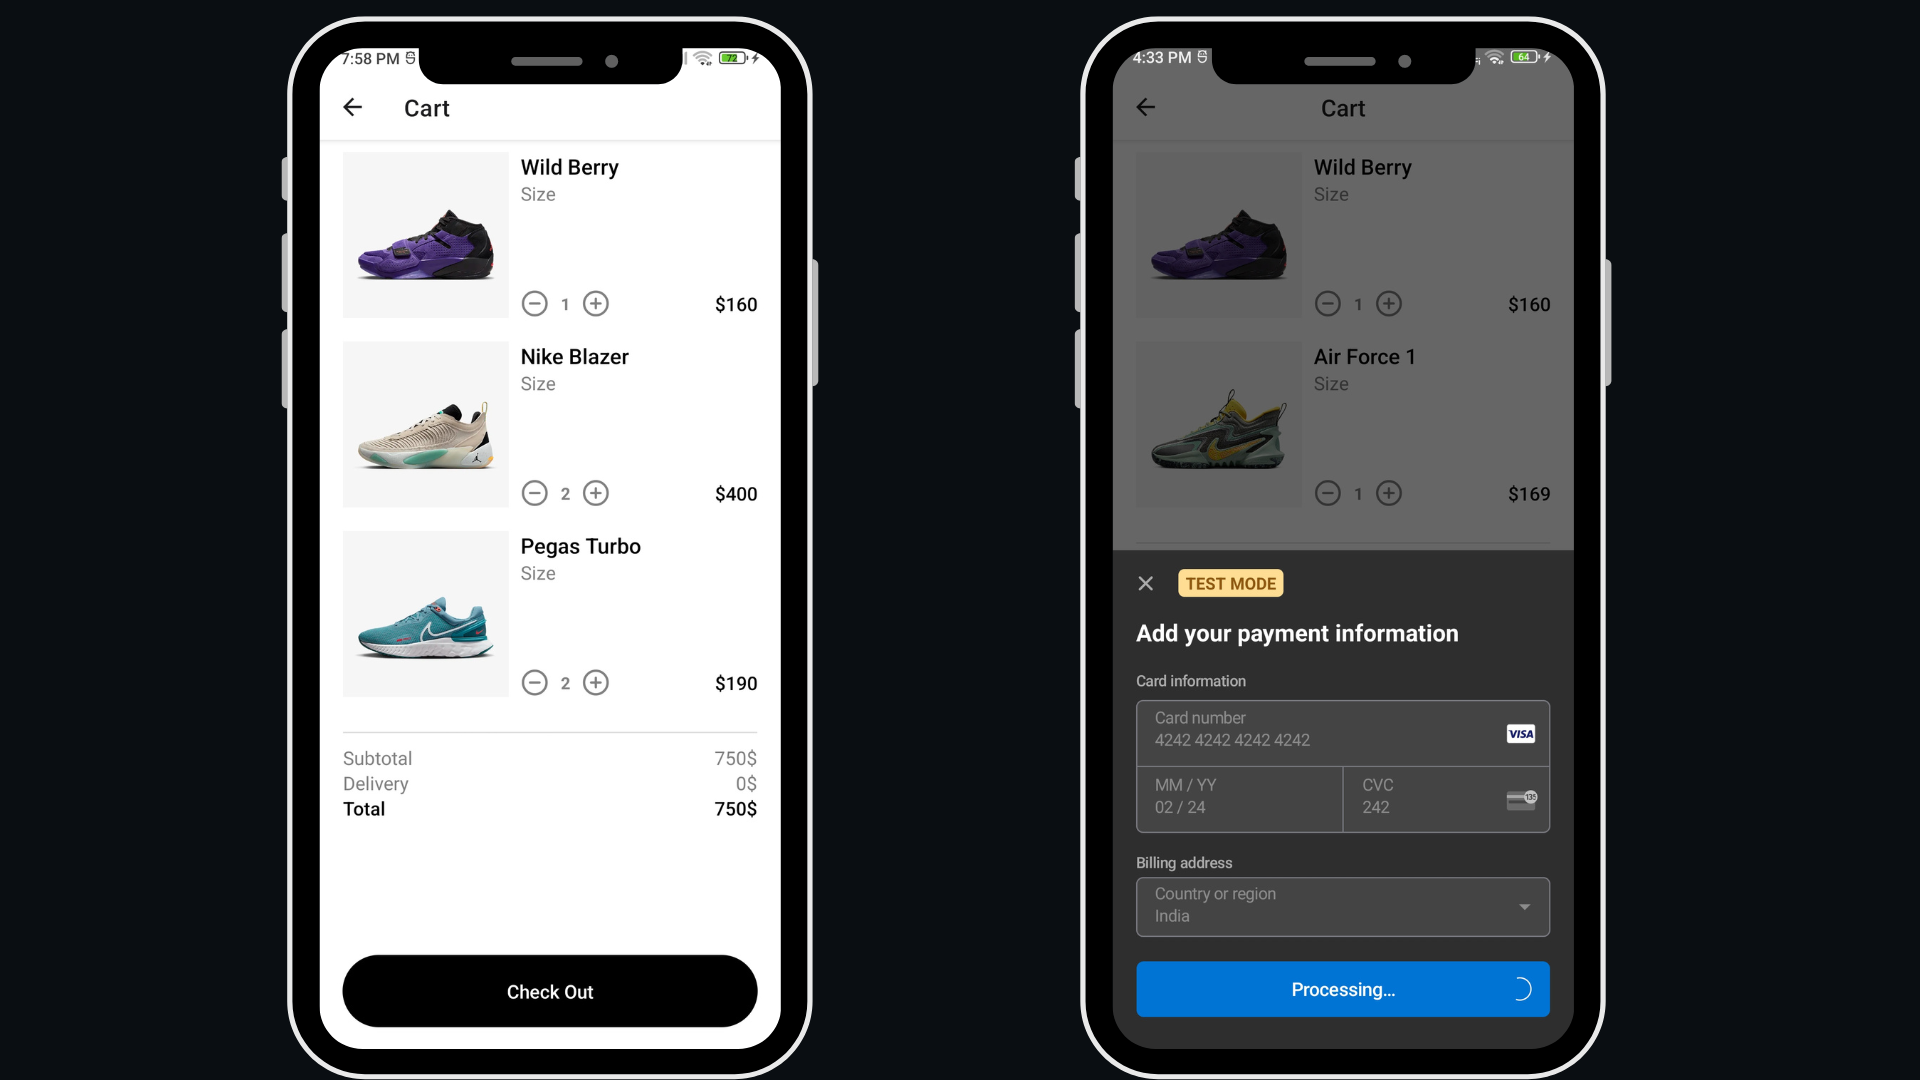 7:58 PM
72
Cart
Wild Berry
Size
1
$160
Nike Blazer
Size
2
$400
Pegas Turbo
Size
2
$190
Subtotal 750$
Delivery 0$
Total 750$
Check Out
4:33 PM
64
Cart
Wild Berry
Size
1
$160
Air Force 1
Size
1
$169
TEST MODE
Add your payment information
Card information
Card number
4242 4242 4242 4242
VISA
MM / YY
02 / 24
CVC
242
135
Billing address
Country or region
India
Processing...